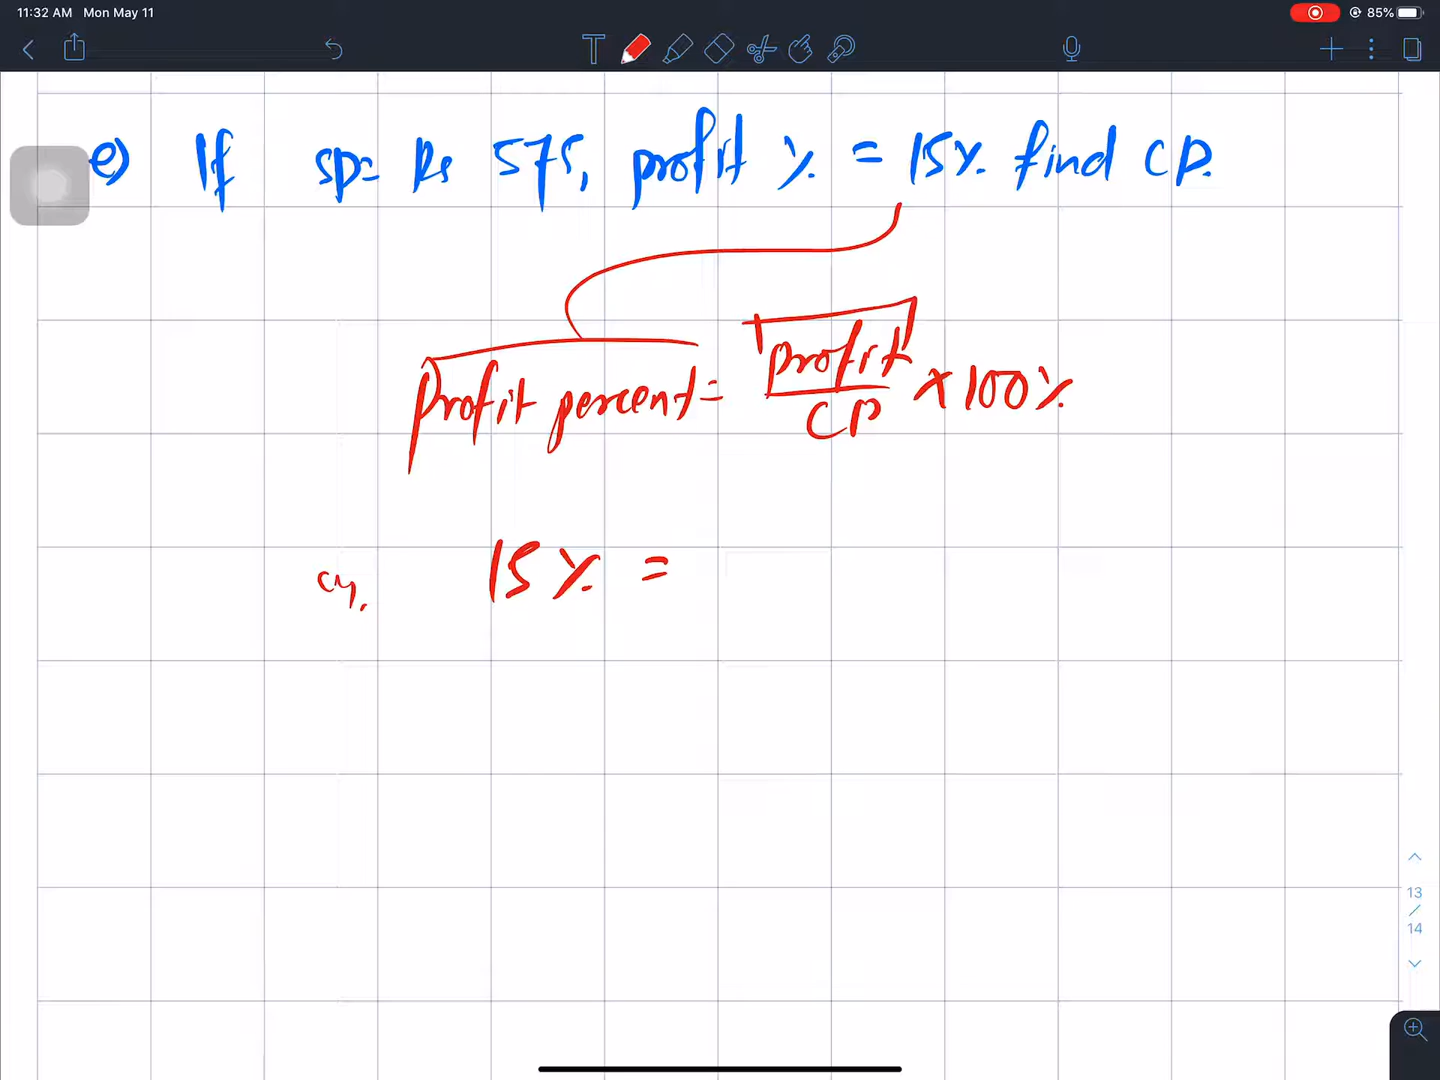 11:32 AM Mon May 11 85%
e) If SP= Rs 575, profit % = 15% find CP.
Profit percent = profit/CP × 100%
or, 15% =
13
/
14